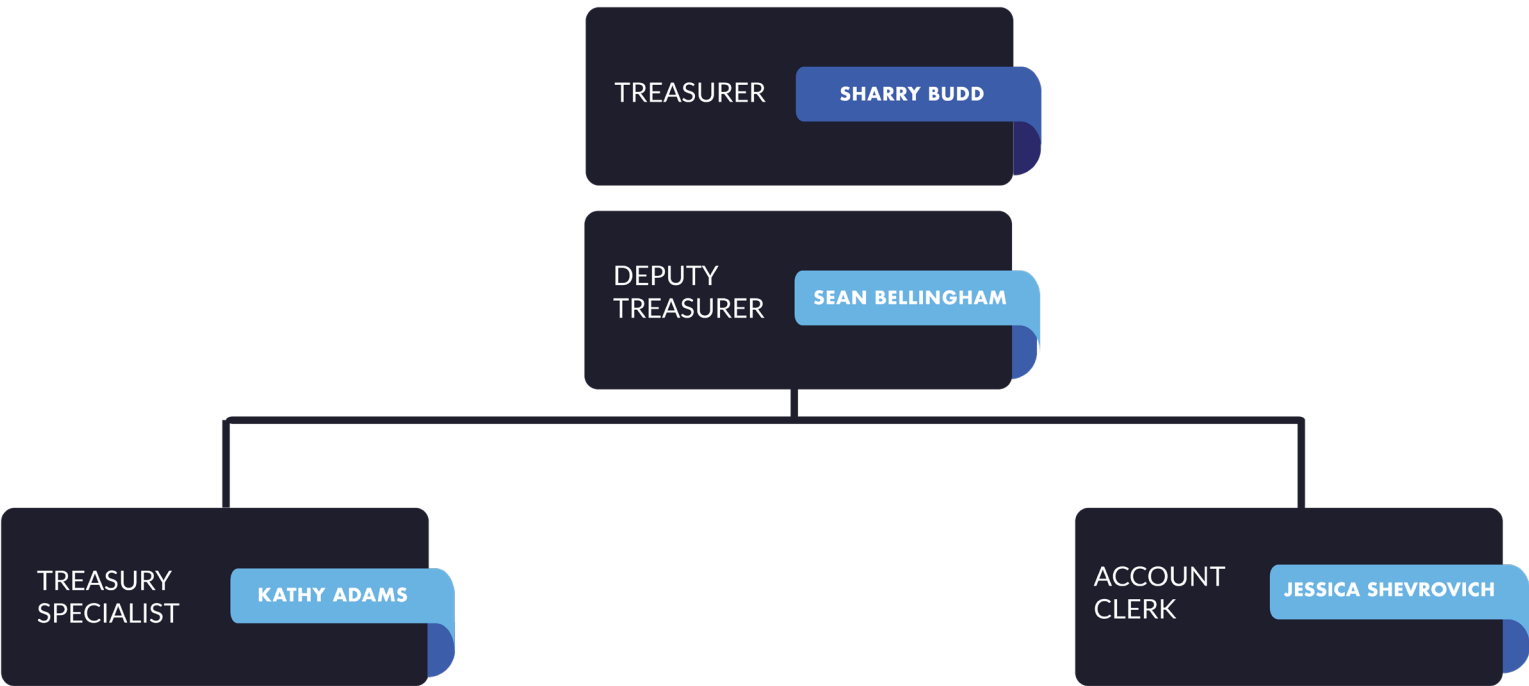 TREASURER
SHARRY BUDD
DEPUTY
TREASURER
SEAN BELLINGHAM
TREASURY
SPECIALIST
KATHY ADAMS
ACCOUNT
CLERK
JESSICA SHEVROVICH